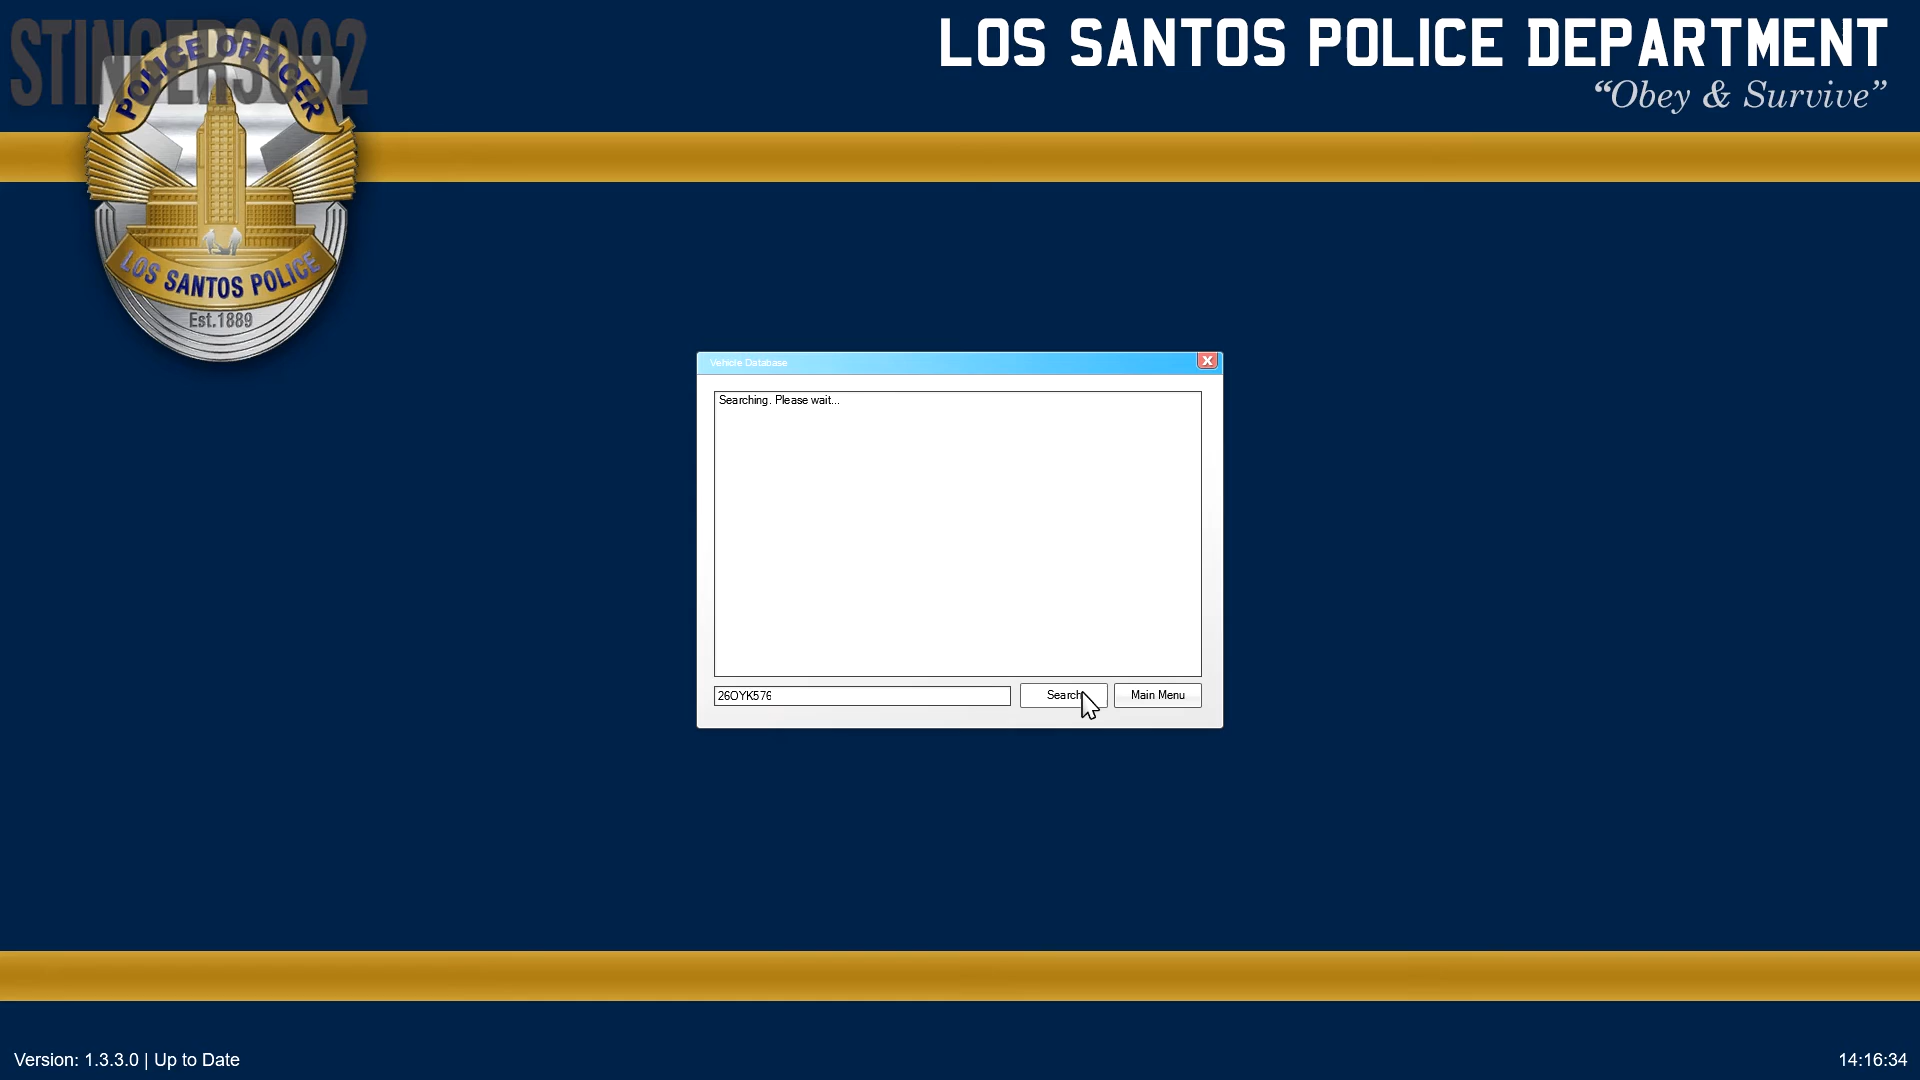 STINGER3092
LOS SANTOS POLICE DEPARTMENT
“Obey & Survive”
POLICE OFFICER
LOS SANTOS POLICE
Est.1889
Vehicle Database
Searching. Please wait...
26OYK576
Search
Main Menu
Version: 1.3.3.0 | Up to Date
14:16:34